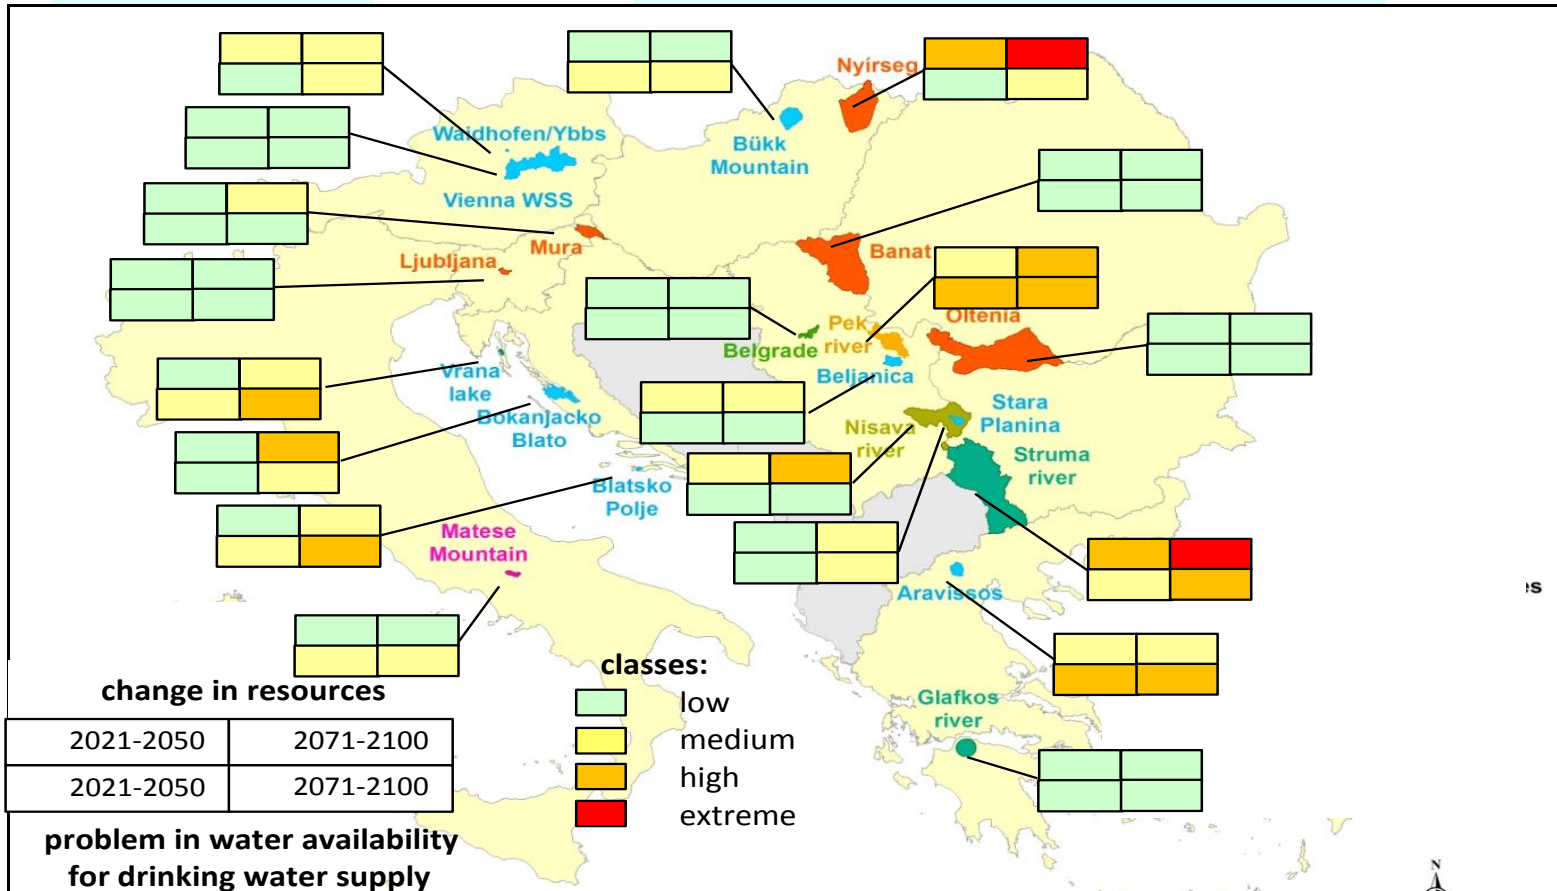 Nyírseg
Waidhofen/Ybbs
Bükk
Mountain
Vienna WSS
Mura
Ljubljana
Banat
Oltenia
Pek
river
Belgrade
Beljanica
Vrana
lake
Bokanjacko
Blato
Stara
Planina
Nisava
river
Struma
river
Blatsko
Polje
Matese
Mountain
Aravissos
es
Glafkos
river
change in resources
2021-2050 2071-2100
2021-2050 2071-2100
problem in water availability
for drinking water supply
classes:
low
medium
high
extreme
N